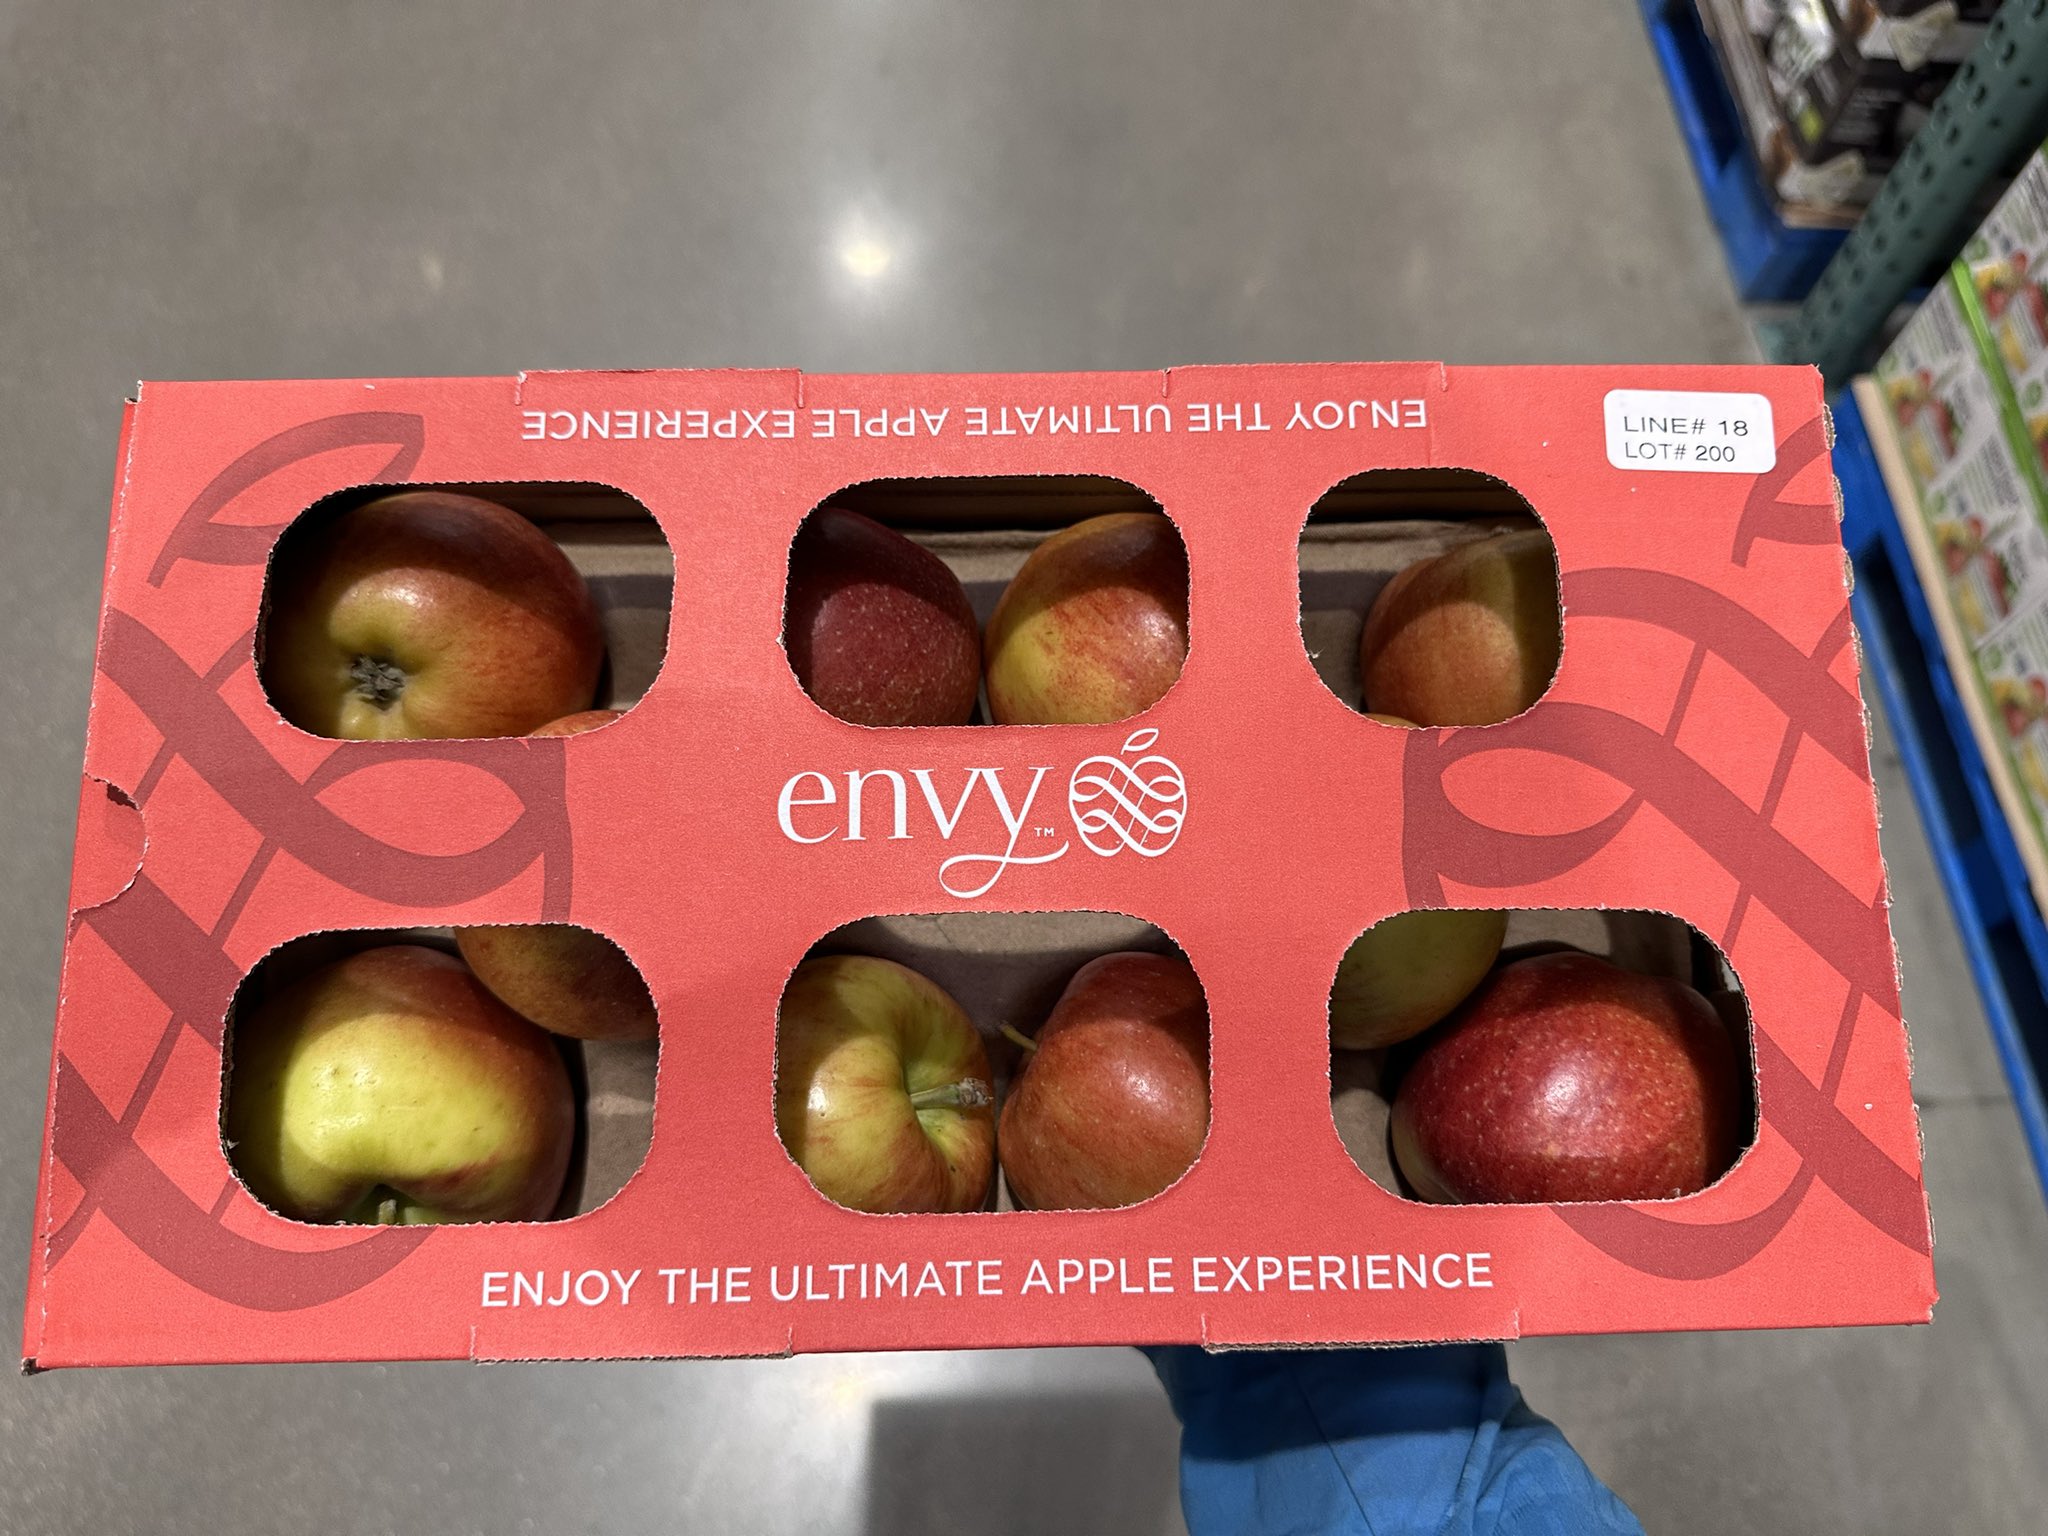 ENJOY THE ULTIMATE APPLE EXPERIENCE
LINE# 18
LOT# 200
envy™
ENJOY THE ULTIMATE APPLE EXPERIENCE